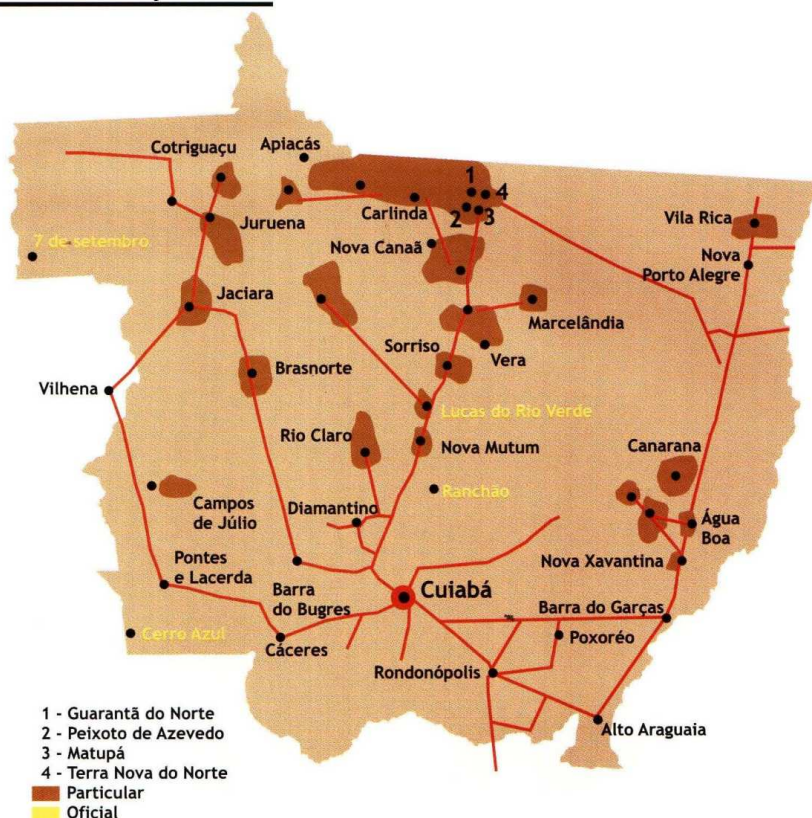 Cotriguaçu
Apiacás
1
4
Carlinda
2
3
Vila Rica
Juruena
7 de setembro
Nova Canaã
Nova
Porto Alegre
Jaciara
Marcelândia
Sorriso
Vera
Brasnorte
Vilhena
Lucas do Rio Verde
Rio Claro
Nova Mutum
Canarana
Ranchão
Campos
de Júlio
Diamantino
Água
Boa
Nova Xavantina
Pontes
e Lacerda
Cuiabá
Barra
do Bugres
Barra do Garças
Cerro Azul
Poxoréo
Cáceres
Rondonópolis
Alto Araguaia
1 - Guarantã do Norte
2 - Peixoto de Azevedo
3 - Matupá
4 - Terra Nova do Norte
Particular
Oficial